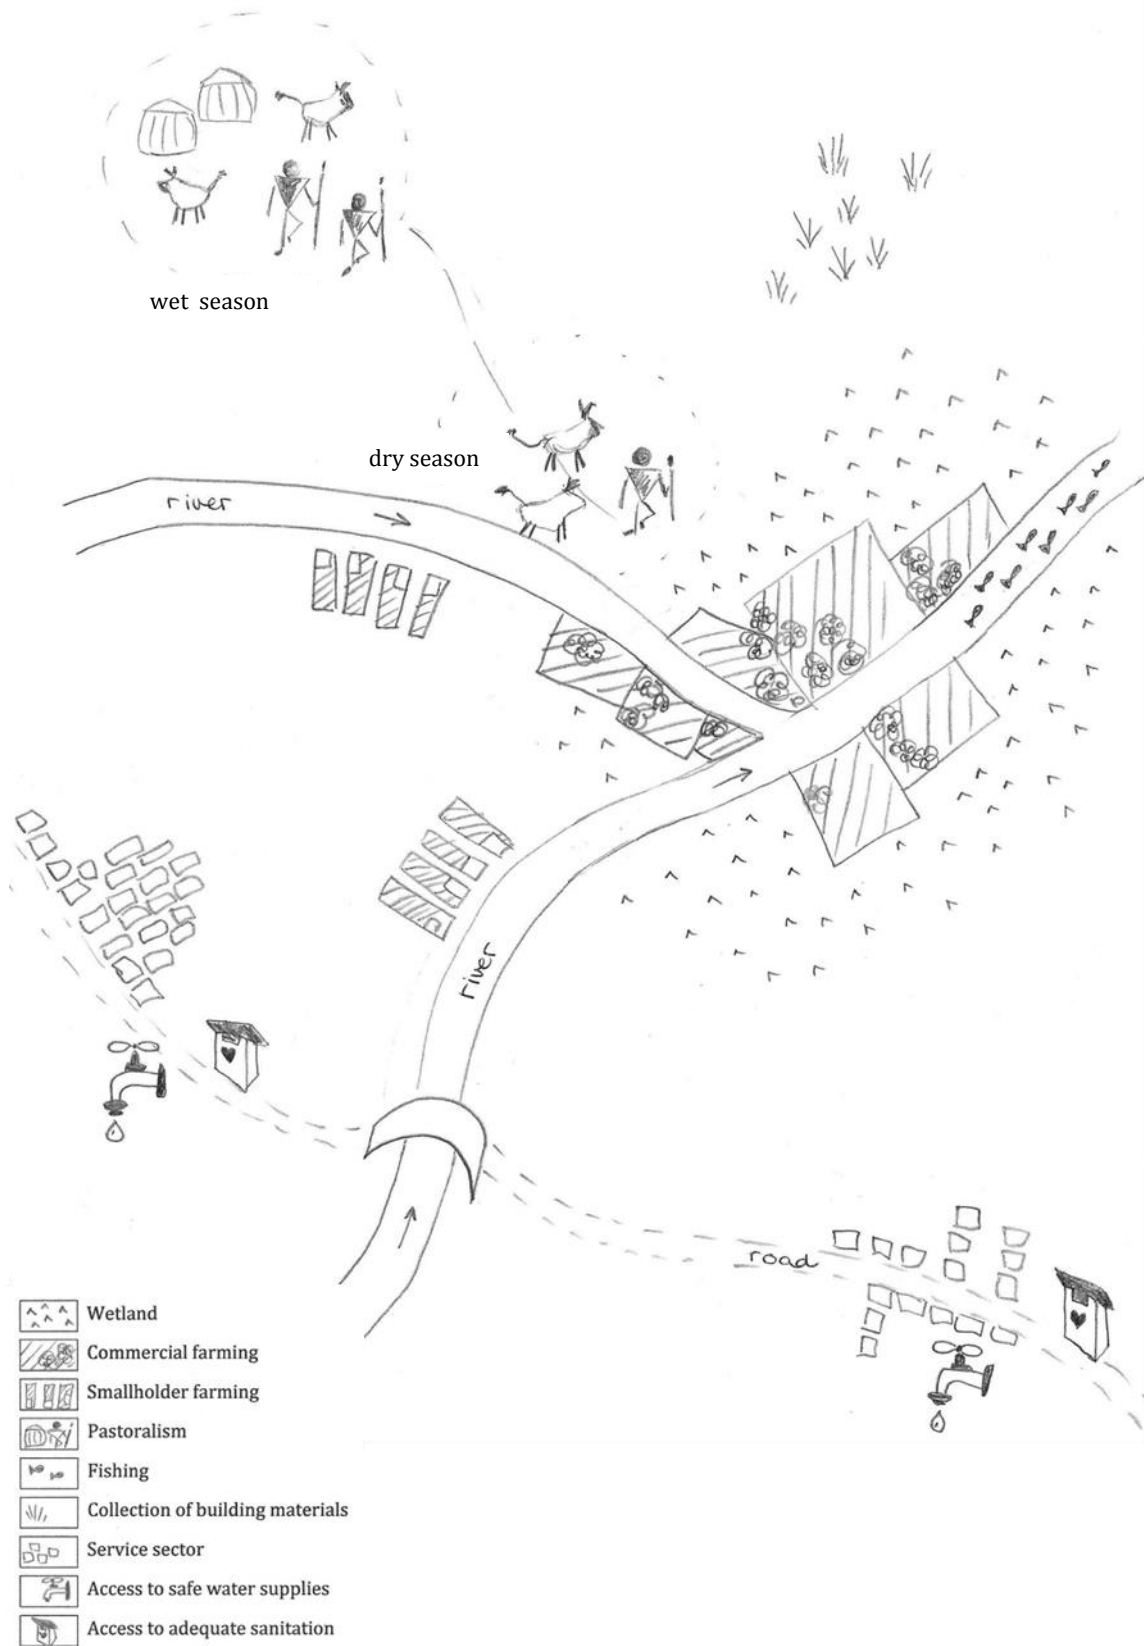 wet season
dry season
river
river
road
Wetland
Commercial farming
Smallholder farming
Pastoralism
Fishing
Collection of building materials
Service sector
Access to safe water supplies
Access to adequate sanitation